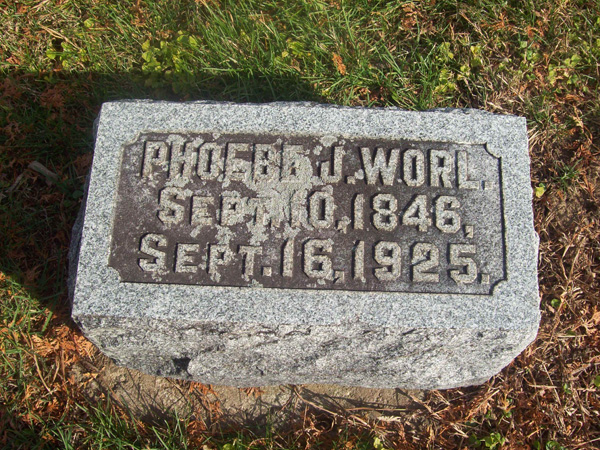 PHOEBE J. WORL.
SEPT. 10, 1846,
SEPT. 16, 1925.